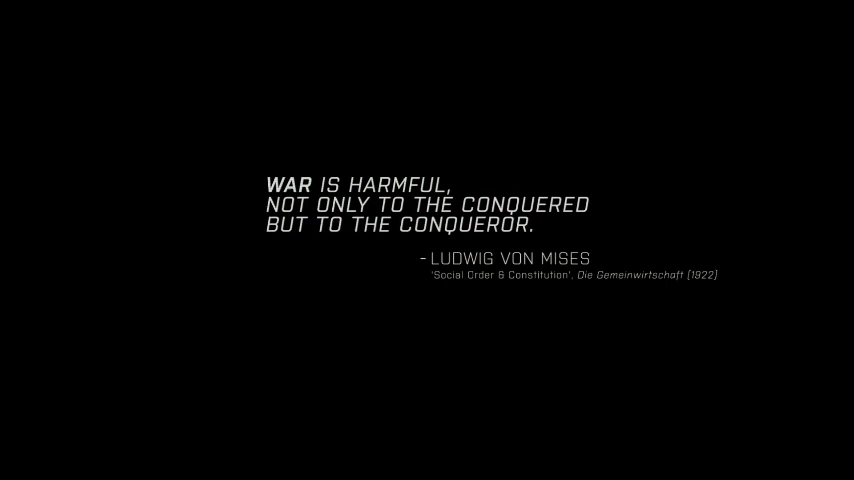 WAR IS HARMFUL,
NOT ONLY TO THE CONQUERED
BUT TO THE CONQUEROR.
- LUDWIG VON MISES
'Social Order & Constitution', Die Gemeinwirtschaft [1922]